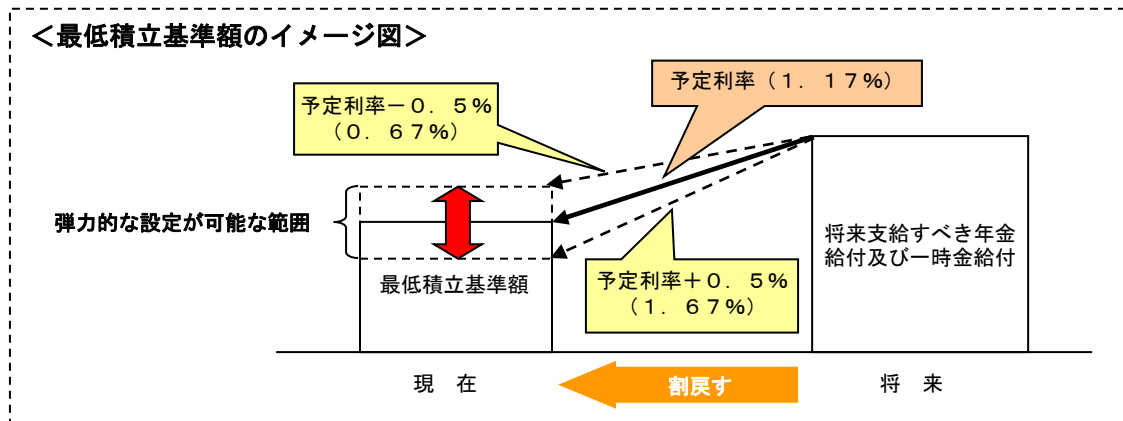 ＜最低積立基準額のイメージ図＞
予定利率（１．１７%）
予定利率－０．５%
（０．６７%）
弾力的な設定が可能な範囲
将来支給すべき年金
給付及び一時金給付
最低積立基準額
予定利率＋０．５%
（１．６７%）
現　在
割戻す
将　来